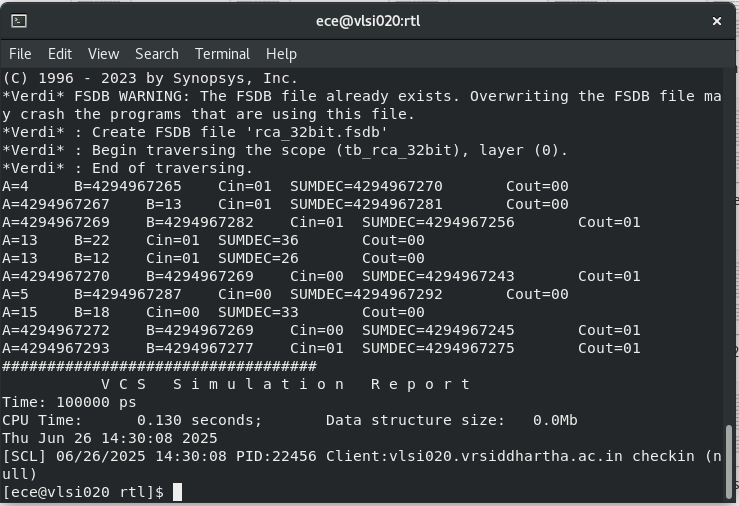 ece@vlsi020:rtl
File Edit View Search Terminal Help
(C) 1996 - 2023 by Synopsys, Inc.
*Verdi* FSDB WARNING: The FSDB file already exists. Overwriting the FSDB file ma
y crash the programs that are using this file.
*Verdi* : Create FSDB file 'rca_32bit.fsdb'
*Verdi* : Begin traversing the scope (tb_rca_32bit), layer (0).
*Verdi* : End of traversing.
A=4     B=4294967265    Cin=01  SUMDEC=4294967270       Cout=00
A=4294967267    B=13    Cin=01  SUMDEC=4294967281       Cout=00
A=4294967269    B=4294967282    Cin=01  SUMDEC=4294967256       Cout=01
A=13    B=22    Cin=01  SUMDEC=36       Cout=00
A=13    B=12    Cin=01  SUMDEC=26       Cout=00
A=4294967270    B=4294967269    Cin=00  SUMDEC=4294967243       Cout=01
A=5     B=4294967287    Cin=00  SUMDEC=4294967292       Cout=00
A=15    B=18    Cin=00  SUMDEC=33       Cout=00
A=4294967272    B=4294967269    Cin=00  SUMDEC=4294967245       Cout=01
A=4294967293    B=4294967277    Cin=01  SUMDEC=4294967275       Cout=01
###################################
V C S   S i m u l a t i o n   R e p o r t
Time: 100000 ps
CPU Time:      0.130 seconds;       Data structure size:   0.0Mb
Thu Jun 26 14:30:08 2025
[SCL] 06/26/2025 14:30:08 PID:22456 Client:vlsi020.vrsiddhartha.ac.in checkin (n
ull)
[ece@vlsi020 rtl]$